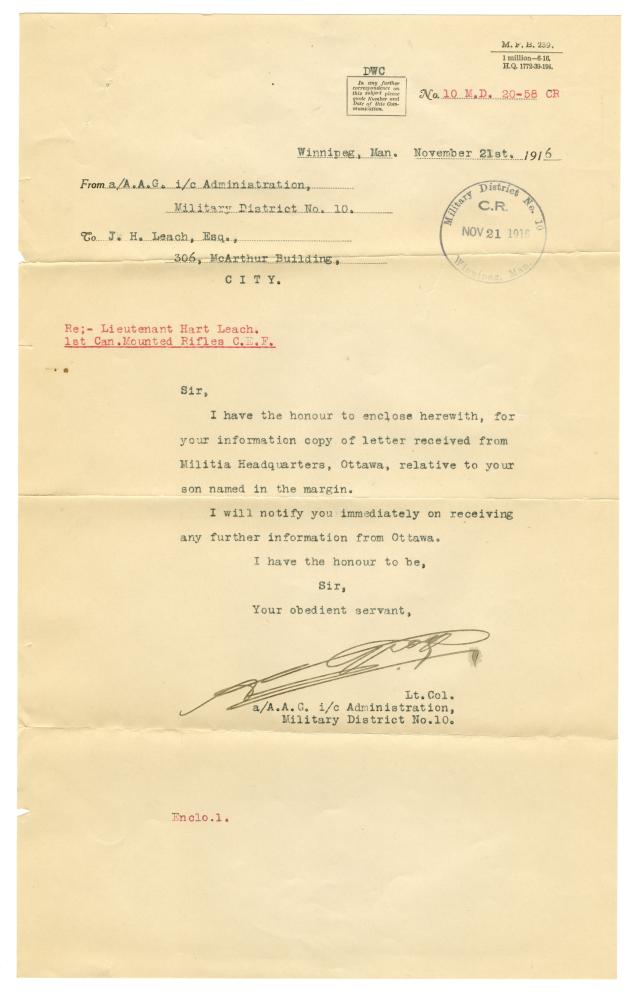 M. F. B. 259.
1 million—6-16.
H.Q. 1772-39-194.
DWC
In any further
correspondence on
this subject please
quote Number and
Date of this Com-
munication.
No. 10 M.D. 20-58 CR
Winnipeg, Man. November 21st. 1916
From a/A.A.G. i/c Administration,
Military District No. 10.
Military District No. 10
C.R.
NOV 21 1916
Winnipeg, Man.
To J. H. Leach, Esq.,
306, McArthur Building,
C I T Y.
Re;- Lieutenant Hart Leach.
1st Can.Mounted Rifles C.E.F.
Sir,
I have the honour to enclose herewith, for
your information copy of letter received from
Militia Headquarters, Ottawa, relative to your
son named in the margin.
I will notify you immediately on receiving
any further information from Ottawa.
I have the honour to be,
Sir,
Your obedient servant,
Lt.Col.
a/A.A.G. i/c Administration,
Military District No.10.
Enclo.1.